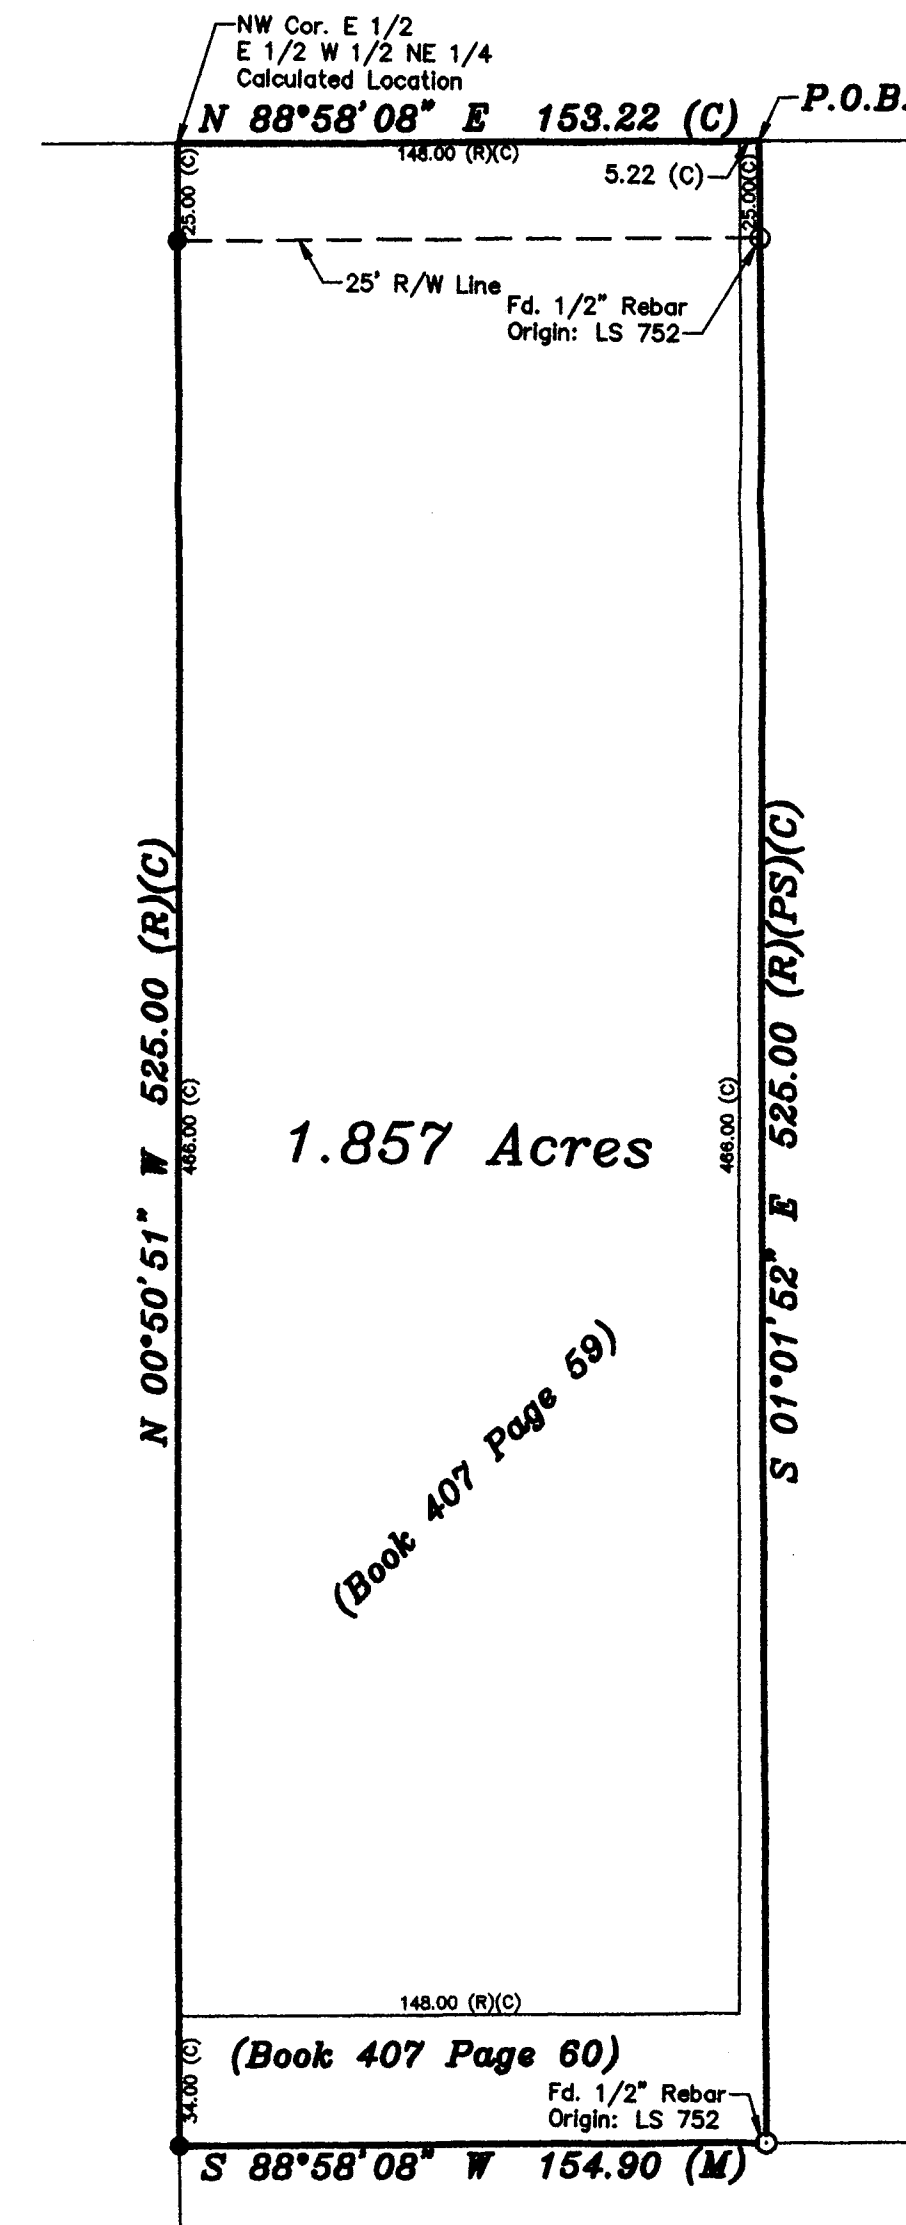 NW Cor. E 1/2
E 1/2 W 1/2 NE 1/4
Calculated Location
P.O.B.
N 88°58'08" E 153.22 (C)
148.00 (R)(C)
5.22 (C)
25.00 (C)
25.00(C)
25' R/W Line
Fd. 1/2" Rebar
Origin: LS 752
N 00°50'51" W 525.00 (R)(C)
466.00 (C)
1.857 Acres
466.00 (C)
S 01°01'52" E 525.00 (R)(PS)(C)
(Book 407 Page 59)
148.00 (R)(C)
34.00 (C)
(Book 407 Page 60)
Fd. 1/2" Rebar
Origin: LS 752
S 88°58'08" W 154.90 (M)